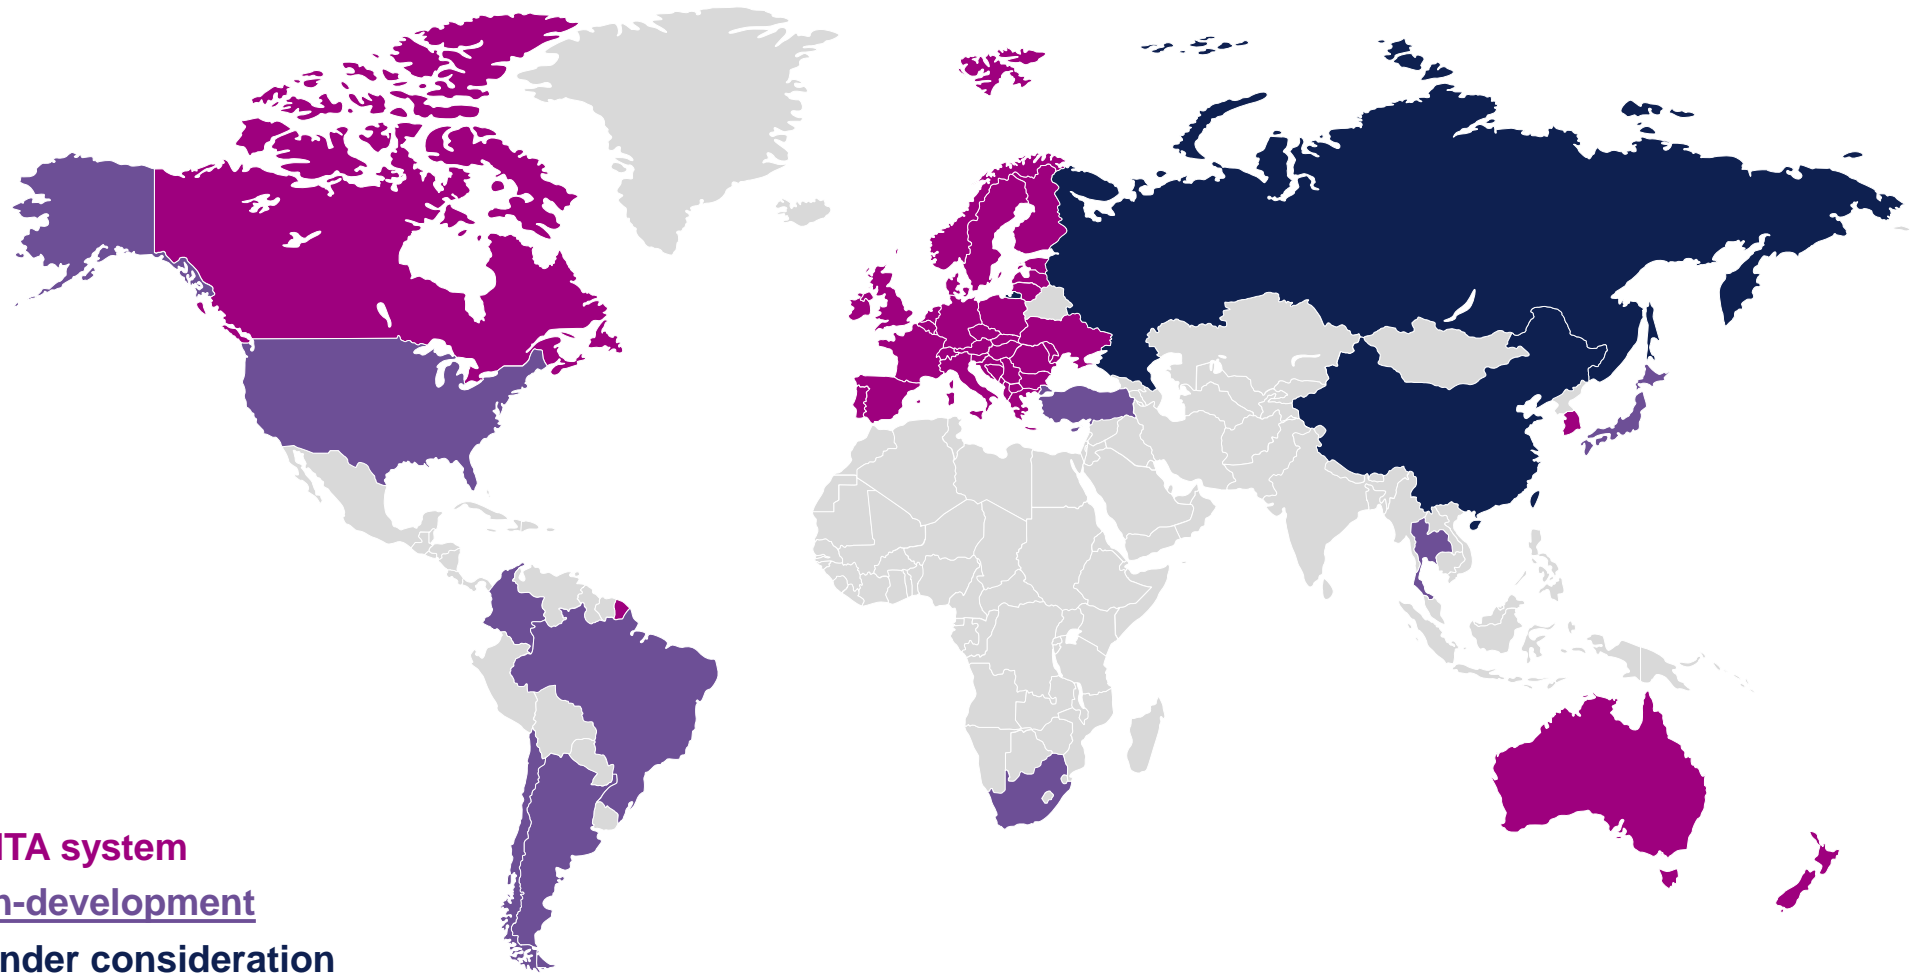 ITA system
n-development
nder consideration